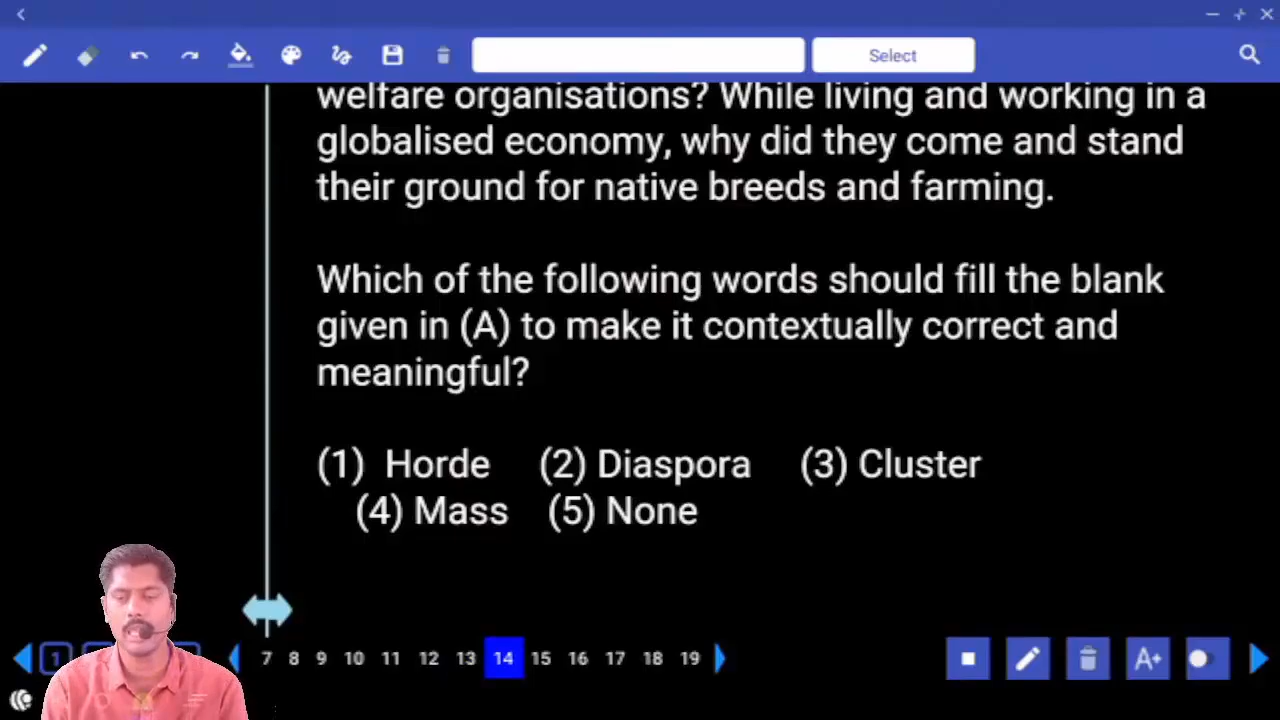 Select
welfare organisations? While living and working in a
globalised economy, why did they come and stand
their ground for native breeds and farming.
Which of the following words should fill the blank
given in (A) to make it contextually correct and
meaningful?
(1) Horde (2) Diaspora (3) Cluster
(4) Mass (5) None
1 7 8 9 10 11 12 13 14 15 16 17 18 19 A+